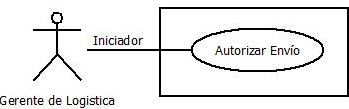 Iniciador
Autorizar Envío
Gerente de Logistica